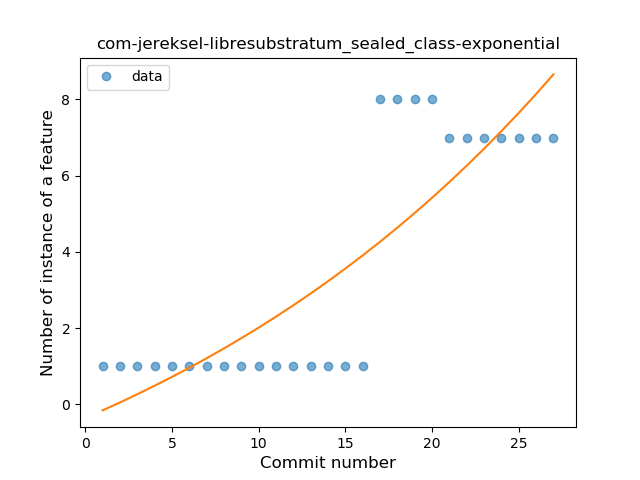 com-jereksel-libresubstratum_sealed_class-exponential
data
Number of instance of a feature
8
6
4
2
0
0 5 10 15 20 25
Commit number